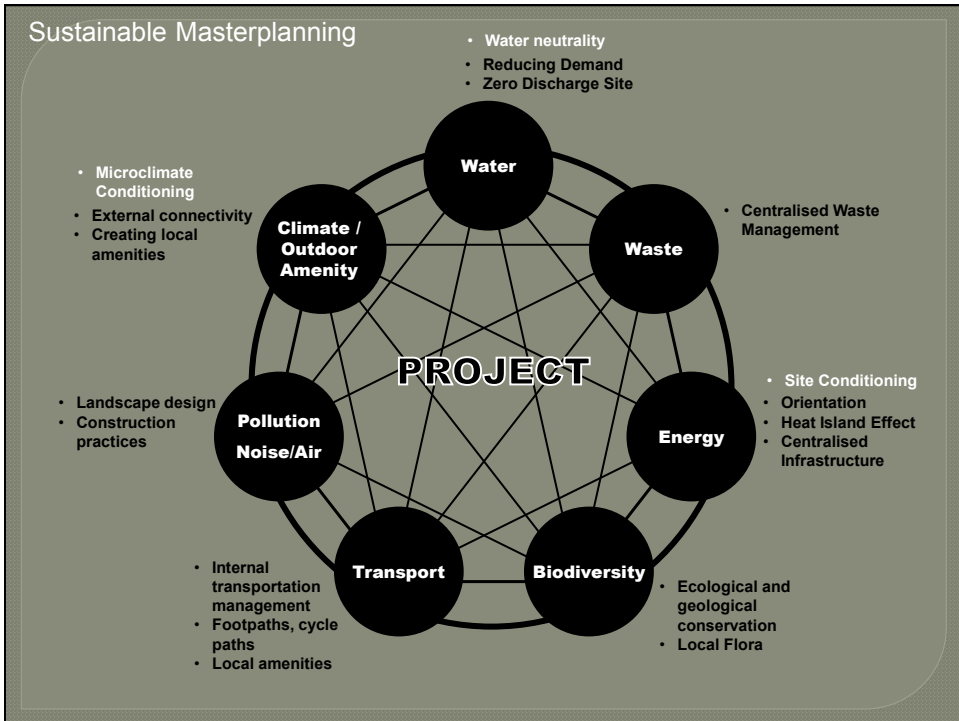 Sustainable Masterplanning
• Water neutrality
• Reducing Demand
• Zero Discharge Site
Water
• Microclimate
Conditioning
• External connectivity
• Creating local
amenities
Climate /
Outdoor
Amenity
Waste
• Centralised Waste
Management
PROJECT
• Landscape design
• Construction
practices
Pollution
Noise/Air
Energy
• Site Conditioning
• Orientation
• Heat Island Effect
• Centralised
Infrastructure
• Internal
transportation
management
• Footpaths, cycle
paths
• Local amenities
Transport
Biodiversity
• Ecological and
geological
conservation
• Local Flora